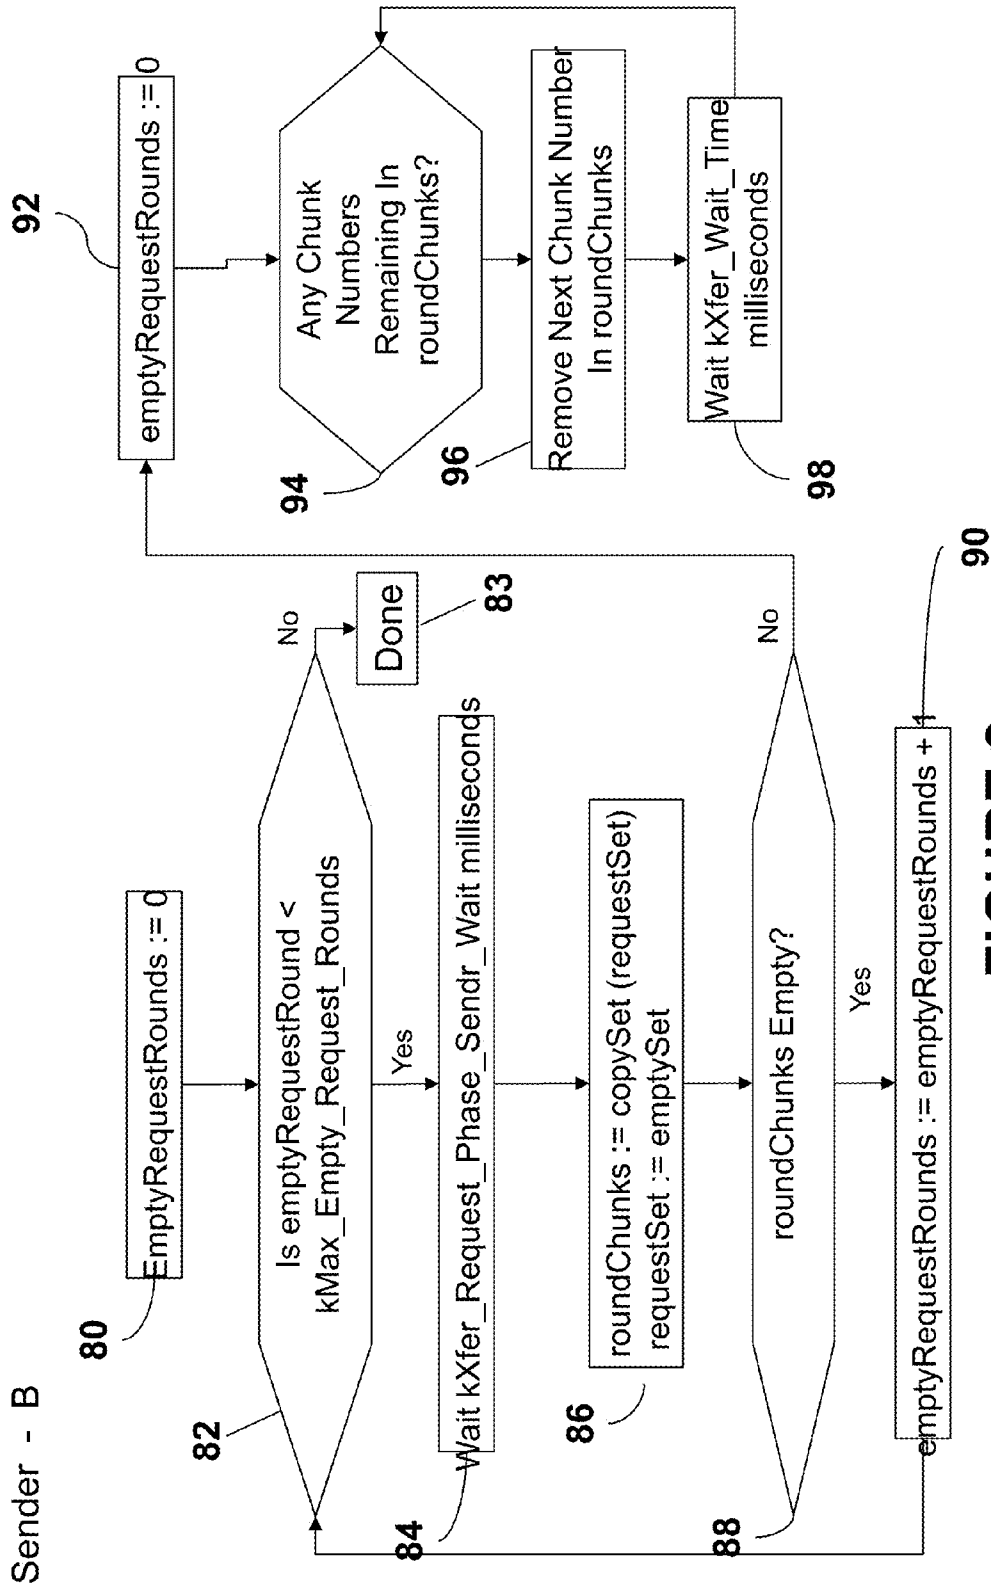 Sender - B
80
EmptyRequestRounds := 0
82
Is emptyRequestRound <
kMax_Empty_Request_Rounds
No
Done
83
Yes
84
Wait kXfer_Request_Phase_Sendr_Wait milliseconds
86
roundChunks := copySet (requestSet)
requestSet := emptySet
88
roundChunks Empty?
No
Yes
90
emptyRequestRounds := emptyRequestRounds + 1
92
emptyRequestRounds := 0
94
Any Chunk
Numbers
Remaining In
roundChunks?
96
Remove Next Chunk Number
In roundChunks
98
Wait kXfer_Wait_Time
milliseconds